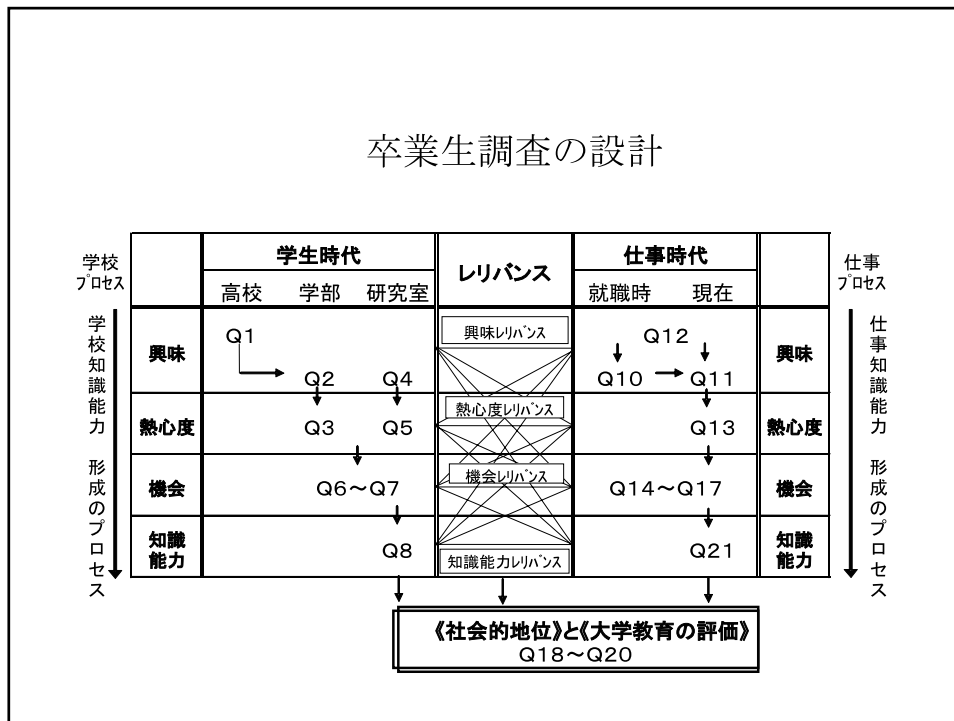 卒業生調査の設計
学校
プロセス
学生時代
レリバンス
仕事時代
仕事
プロセス
高校 学部 研究室
就職時 現在
学校知識能力 形成のプロセス
興味
Q1
Q2 Q4
興味レリバンス
Q12
Q10 Q11
興味
仕事知識能力 形成のプロセス
熱心度
Q3 Q5
熱心度レリバンス
Q13
熱心度
機会
Q6～Q7
機会レリバンス
Q14～Q17
機会
知識
能力
Q8
知識能力レリバンス
Q21
知識
能力
《社会的地位》と《大学教育の評価》
Q18～Q20